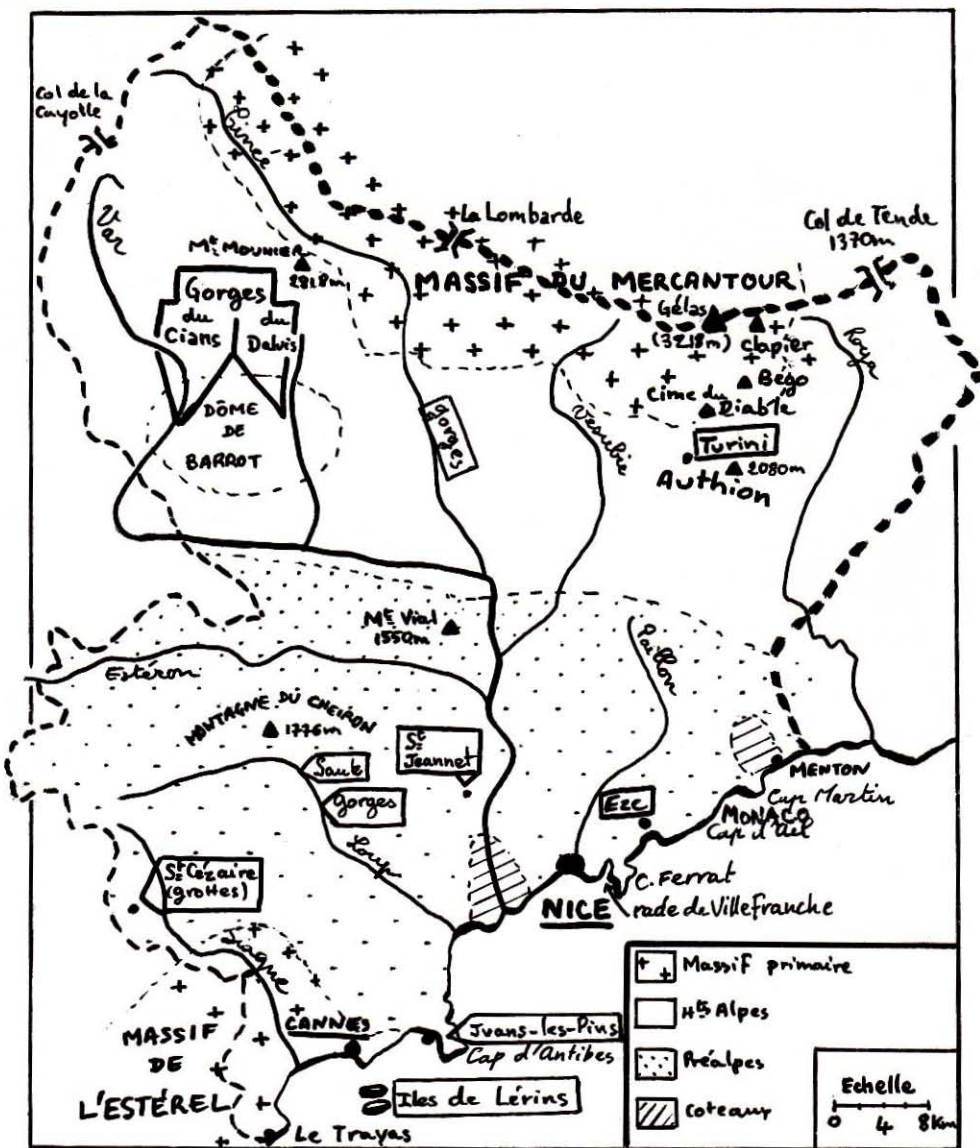 Col de la
Cayolle
Var
Tinée
La Lombarde
Col de Tende
1370m
Mt MOUNIER
2818m
MASSIF DU MERCANTOUR
Gélas
(3218m)
Clapier
Bégo
Cime du
Diable
Turini
2080m
Authion
Roya
Vésubie
Gorges
du
Cians
du
Daluis
DÔME
DE
BARROT
Gorges
Mt Vial
1550m
Paillon
Estéron
MONTAGNE DU CHEIRON
1776m
St
Jeannet
Saut
Gorges
Loup
Eze
MENTON
Cap Martin
MONACO
Cap d'Ail
C. Ferrat
rade de Villefranche
NICE
St Cézaire
(grottes)
Siagne
MASSIF
DE
L'ESTÉREL
CANNES
Juans-les-Pins
Cap d'Antibes
Iles de Lérins
Le Trayas
Massif primaire
Htes Alpes
Préalpes
Coteaux
Echelle
0 4 8Km